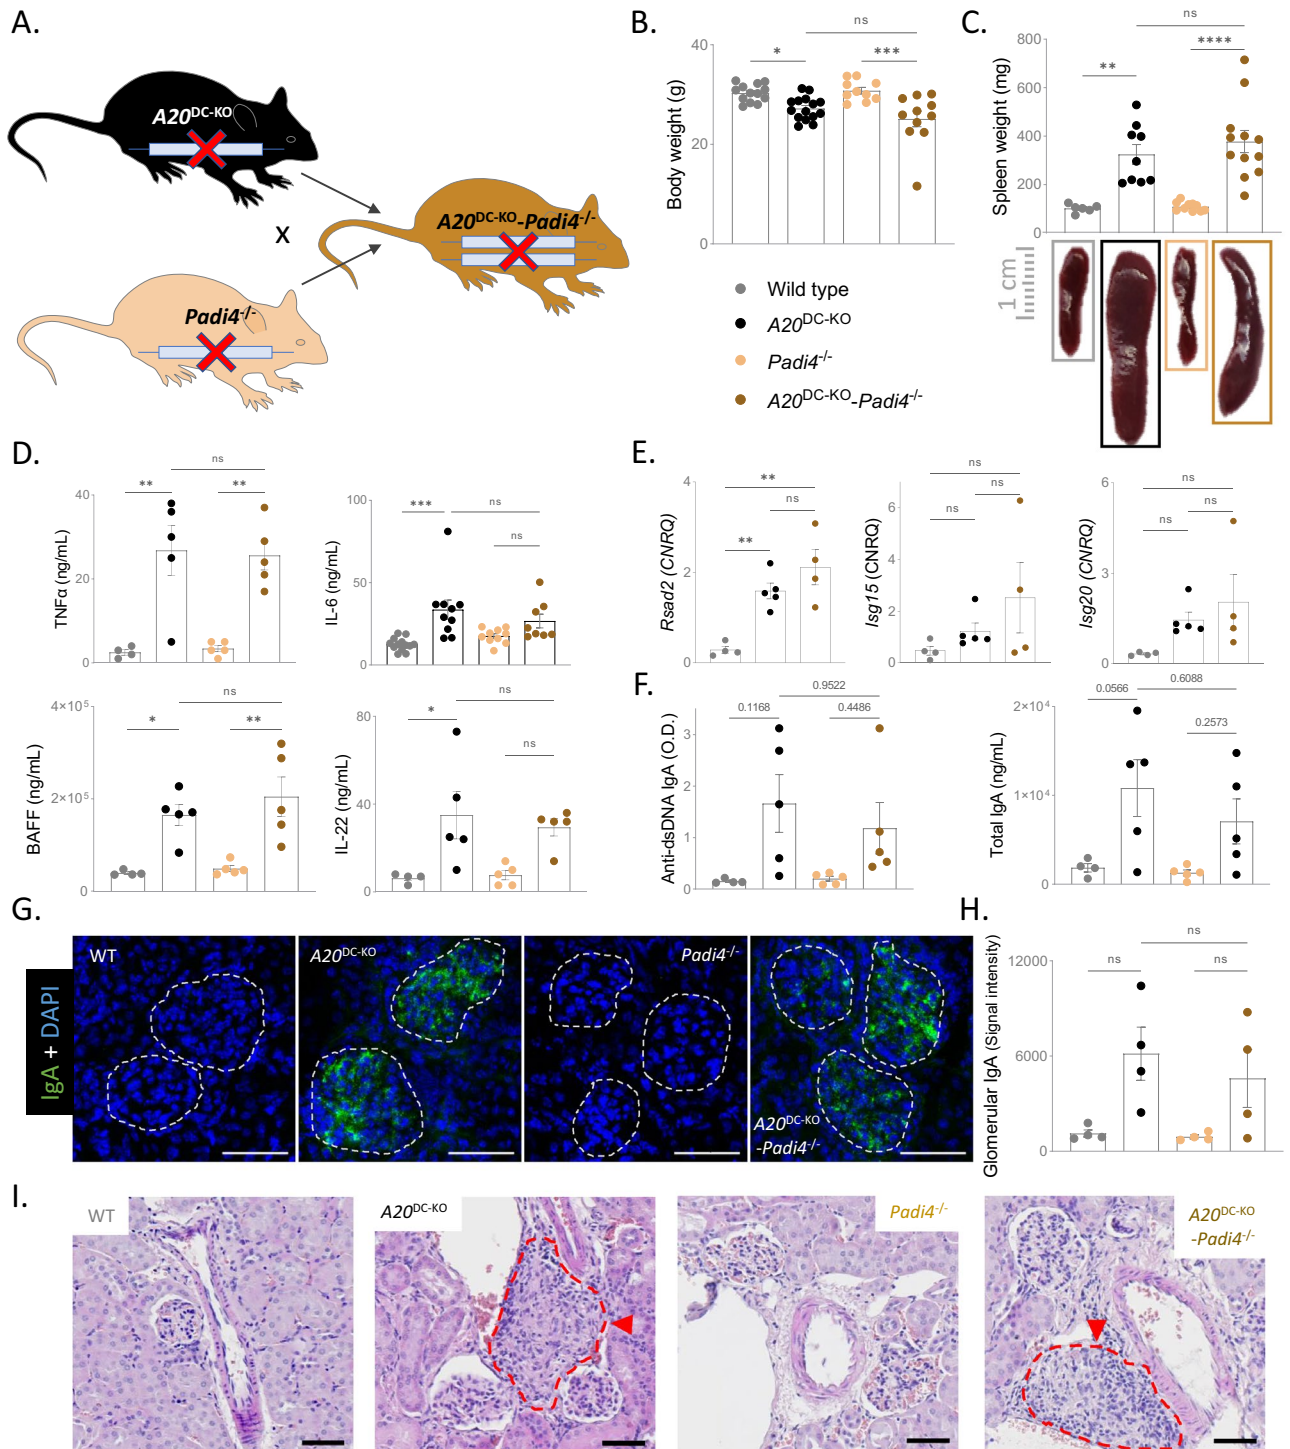 A.
A20DC-KO
X
A20DC-KO-Padi4-/-
Padi4-/-
B.
ns
*
***
40
20
0
Body weight (g)
Wild type
A20DC-KO
Padi4-/-
A20DC-KO-Padi4-/-
C.
ns
**
****
800
600
400
200
0
Spleen weight (mg)
1 cm
D.
ns
**
**
40
20
0
TNFα (ng/mL)
***
ns
ns
100
50
0
IL-6 (ng/mL)
ns
*
**
4×10⁵
2×10⁵
0
BAFF (ng/mL)
ns
*
ns
80
40
0
IL-22 (ng/mL)
E.
**
ns
**
4
2
0
Rsad2 (CNRQ)
ns
ns
ns
6
4
2
0
Isg15 (CNRQ)
ns
ns
ns
6
3
0
Isg20 (CNRQ)
F.
0.9522
0.1168
0.4486
3
2
1
0
Anti-dsDNA IgA (O.D.)
0.0566
0.6088
0.2573
2×10⁴
1×10⁴
0
Total IgA (ng/mL)
G.
IgA + DAPI
WT
A20DC-KO
Padi4-/-
A20DC-KO
-Padi4-/-
H.
ns
ns
ns
12000
6000
0
Glomerular IgA (Signal intensity)
I.
WT
A20DC-KO
Padi4-/-
A20DC-KO
-Padi4-/-